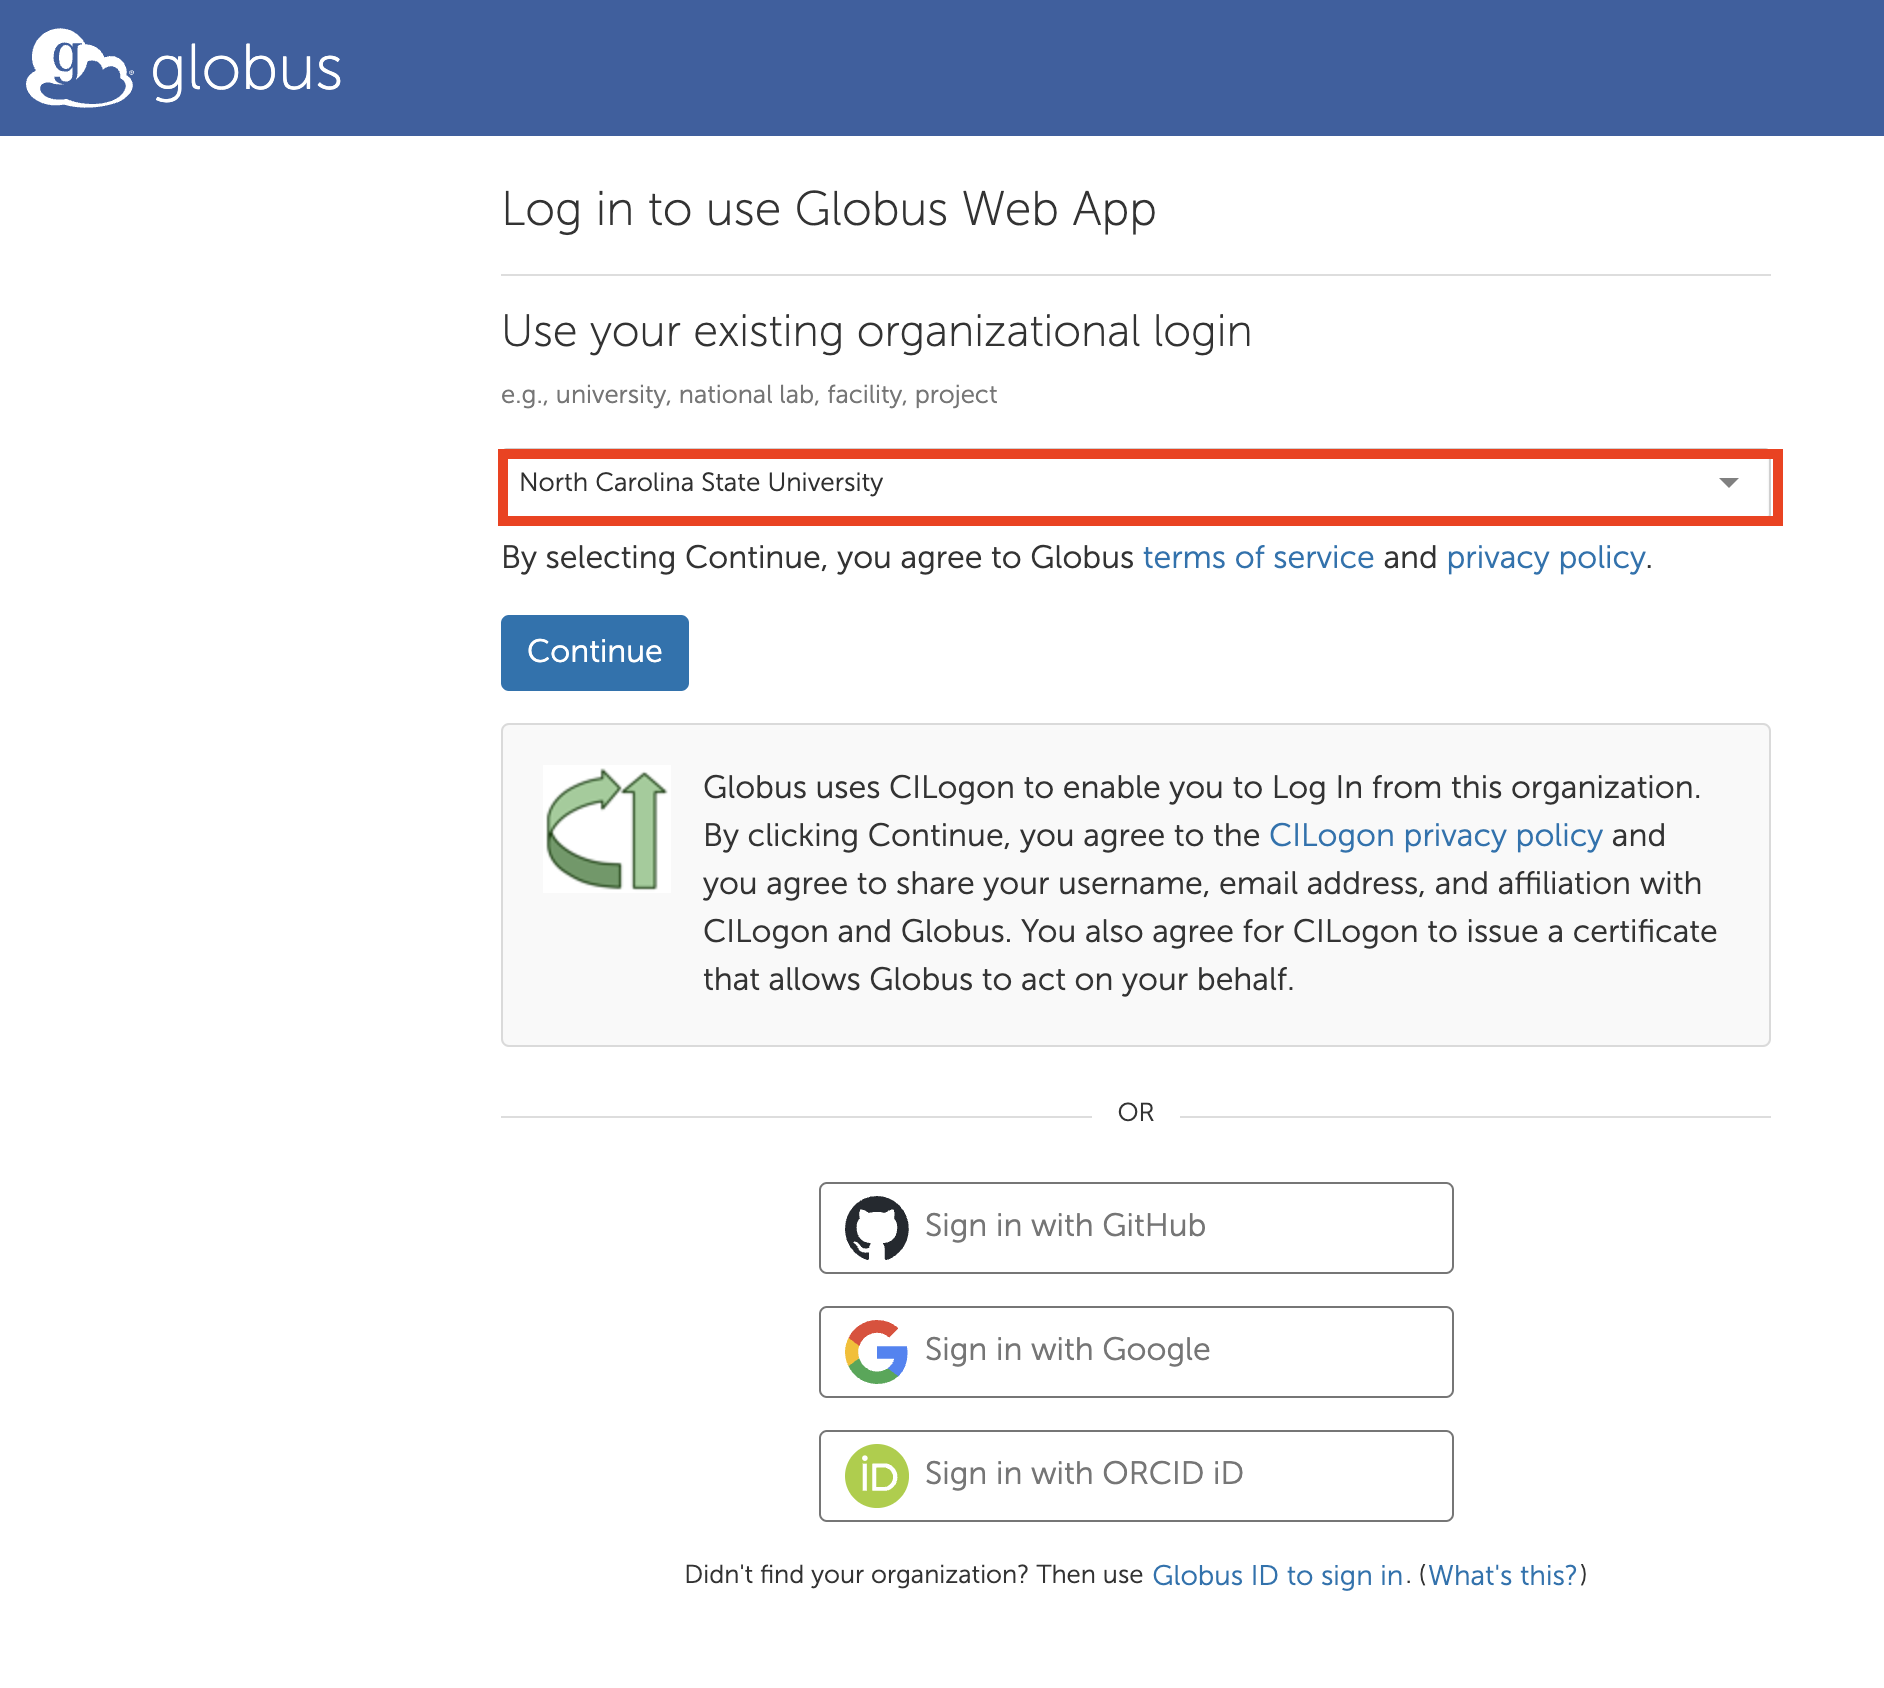 globus
Log in to use Globus Web App
Use your existing organizational login
e.g., university, national lab, facility, project
North Carolina State University
By selecting Continue, you agree to Globus terms of service and privacy policy.
Continue
Globus uses CILogon to enable you to Log In from this organization.
By clicking Continue, you agree to the CILogon privacy policy and
you agree to share your username, email address, and affiliation with
CILogon and Globus. You also agree for CILogon to issue a certificate
that allows Globus to act on your behalf.
OR
Sign in with GitHub
Sign in with Google
iD Sign in with ORCID iD
Didn't find your organization? Then use Globus ID to sign in. (What's this?)